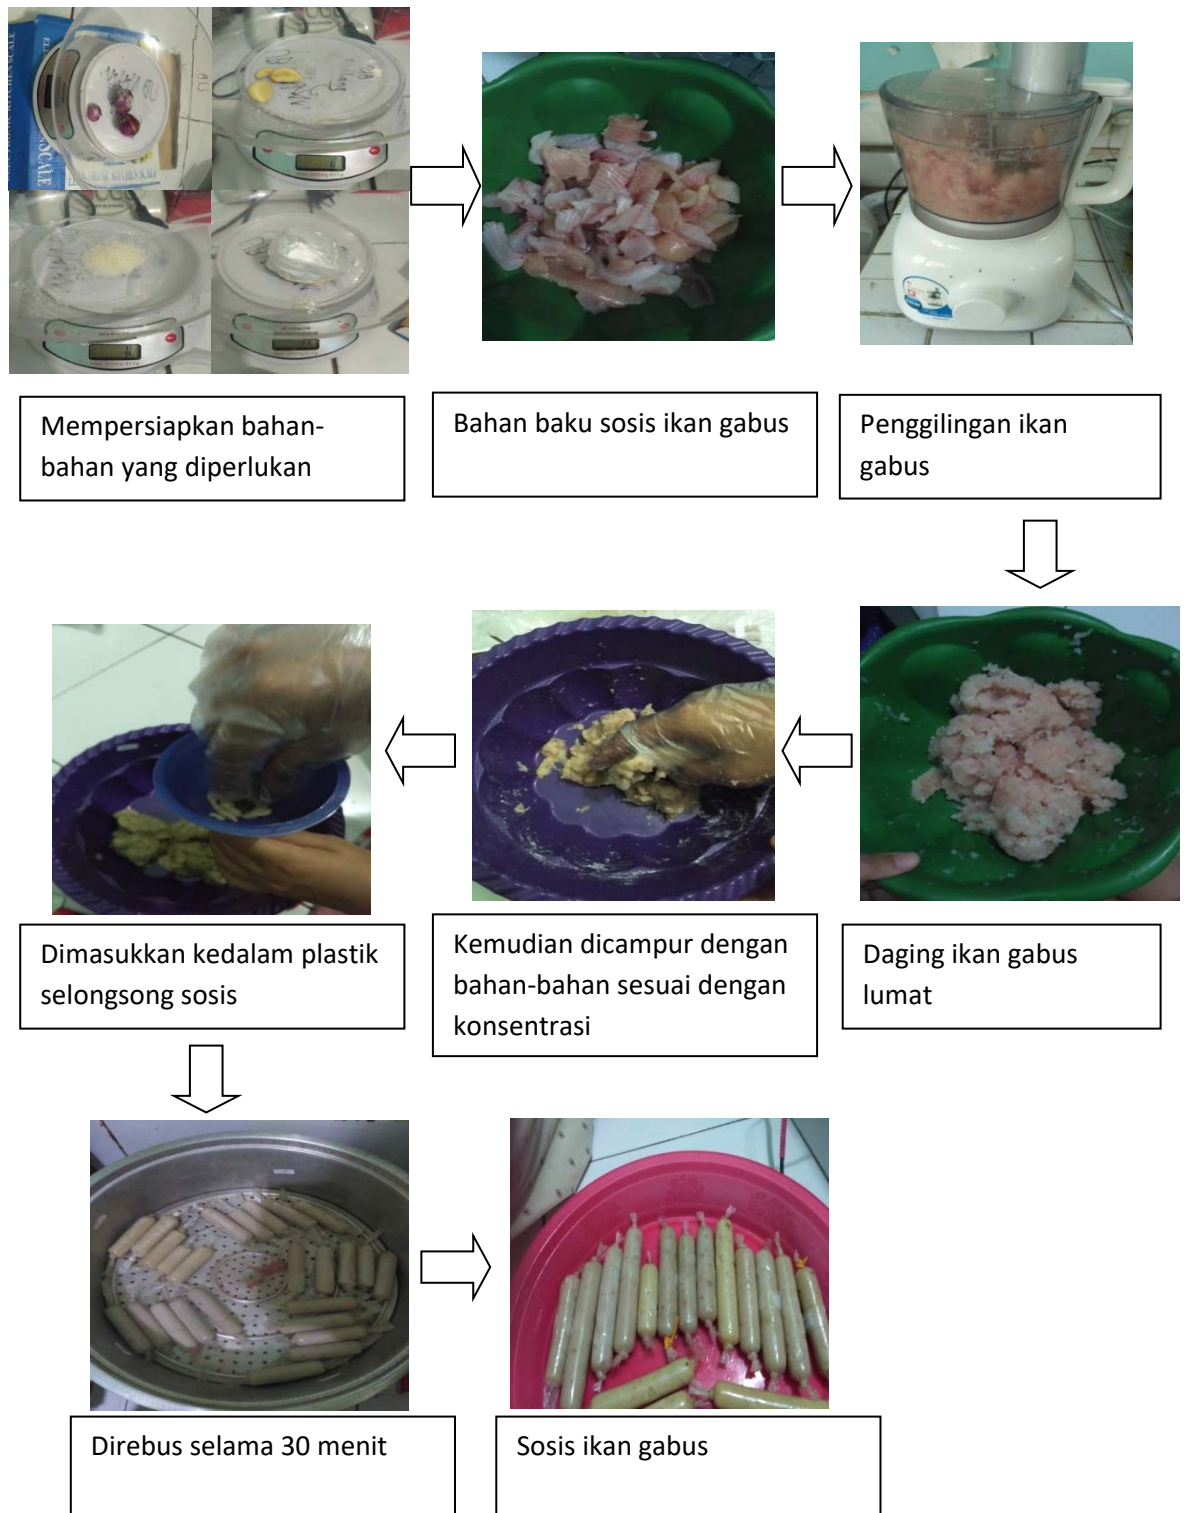 Mempersiapkan bahan-
bahan yang diperlukan
Bahan baku sosis ikan gabus
Penggilingan ikan
gabus
Dimasukkan kedalam plastik
selongsong sosis
Kemudian dicampur dengan
bahan-bahan sesuai dengan
konsentrasi
Daging ikan gabus
lumat
Direbus selama 30 menit
Sosis ikan gabus